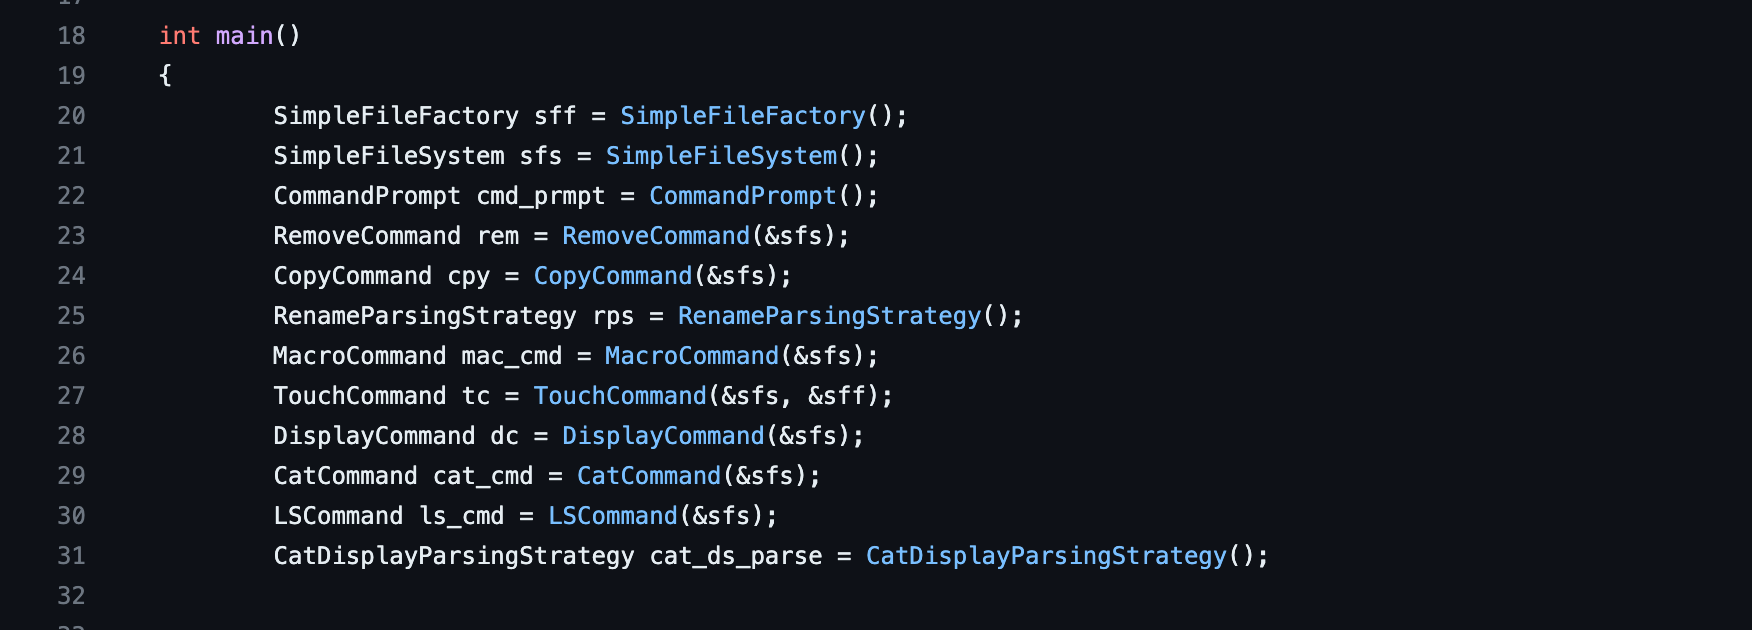 18 int main()
19 {
20 SimpleFileFactory sff = SimpleFileFactory();
21 SimpleFileSystem sfs = SimpleFileSystem();
22 CommandPrompt cmd_prmpt = CommandPrompt();
23 RemoveCommand rem = RemoveCommand(&sfs);
24 CopyCommand cpy = CopyCommand(&sfs);
25 RenameParsingStrategy rps = RenameParsingStrategy();
26 MacroCommand mac_cmd = MacroCommand(&sfs);
27 TouchCommand tc = TouchCommand(&sfs, &sff);
28 DisplayCommand dc = DisplayCommand(&sfs);
29 CatCommand cat_cmd = CatCommand(&sfs);
30 LSCommand ls_cmd = LSCommand(&sfs);
31 CatDisplayParsingStrategy cat_ds_parse = CatDisplayParsingStrategy();
32